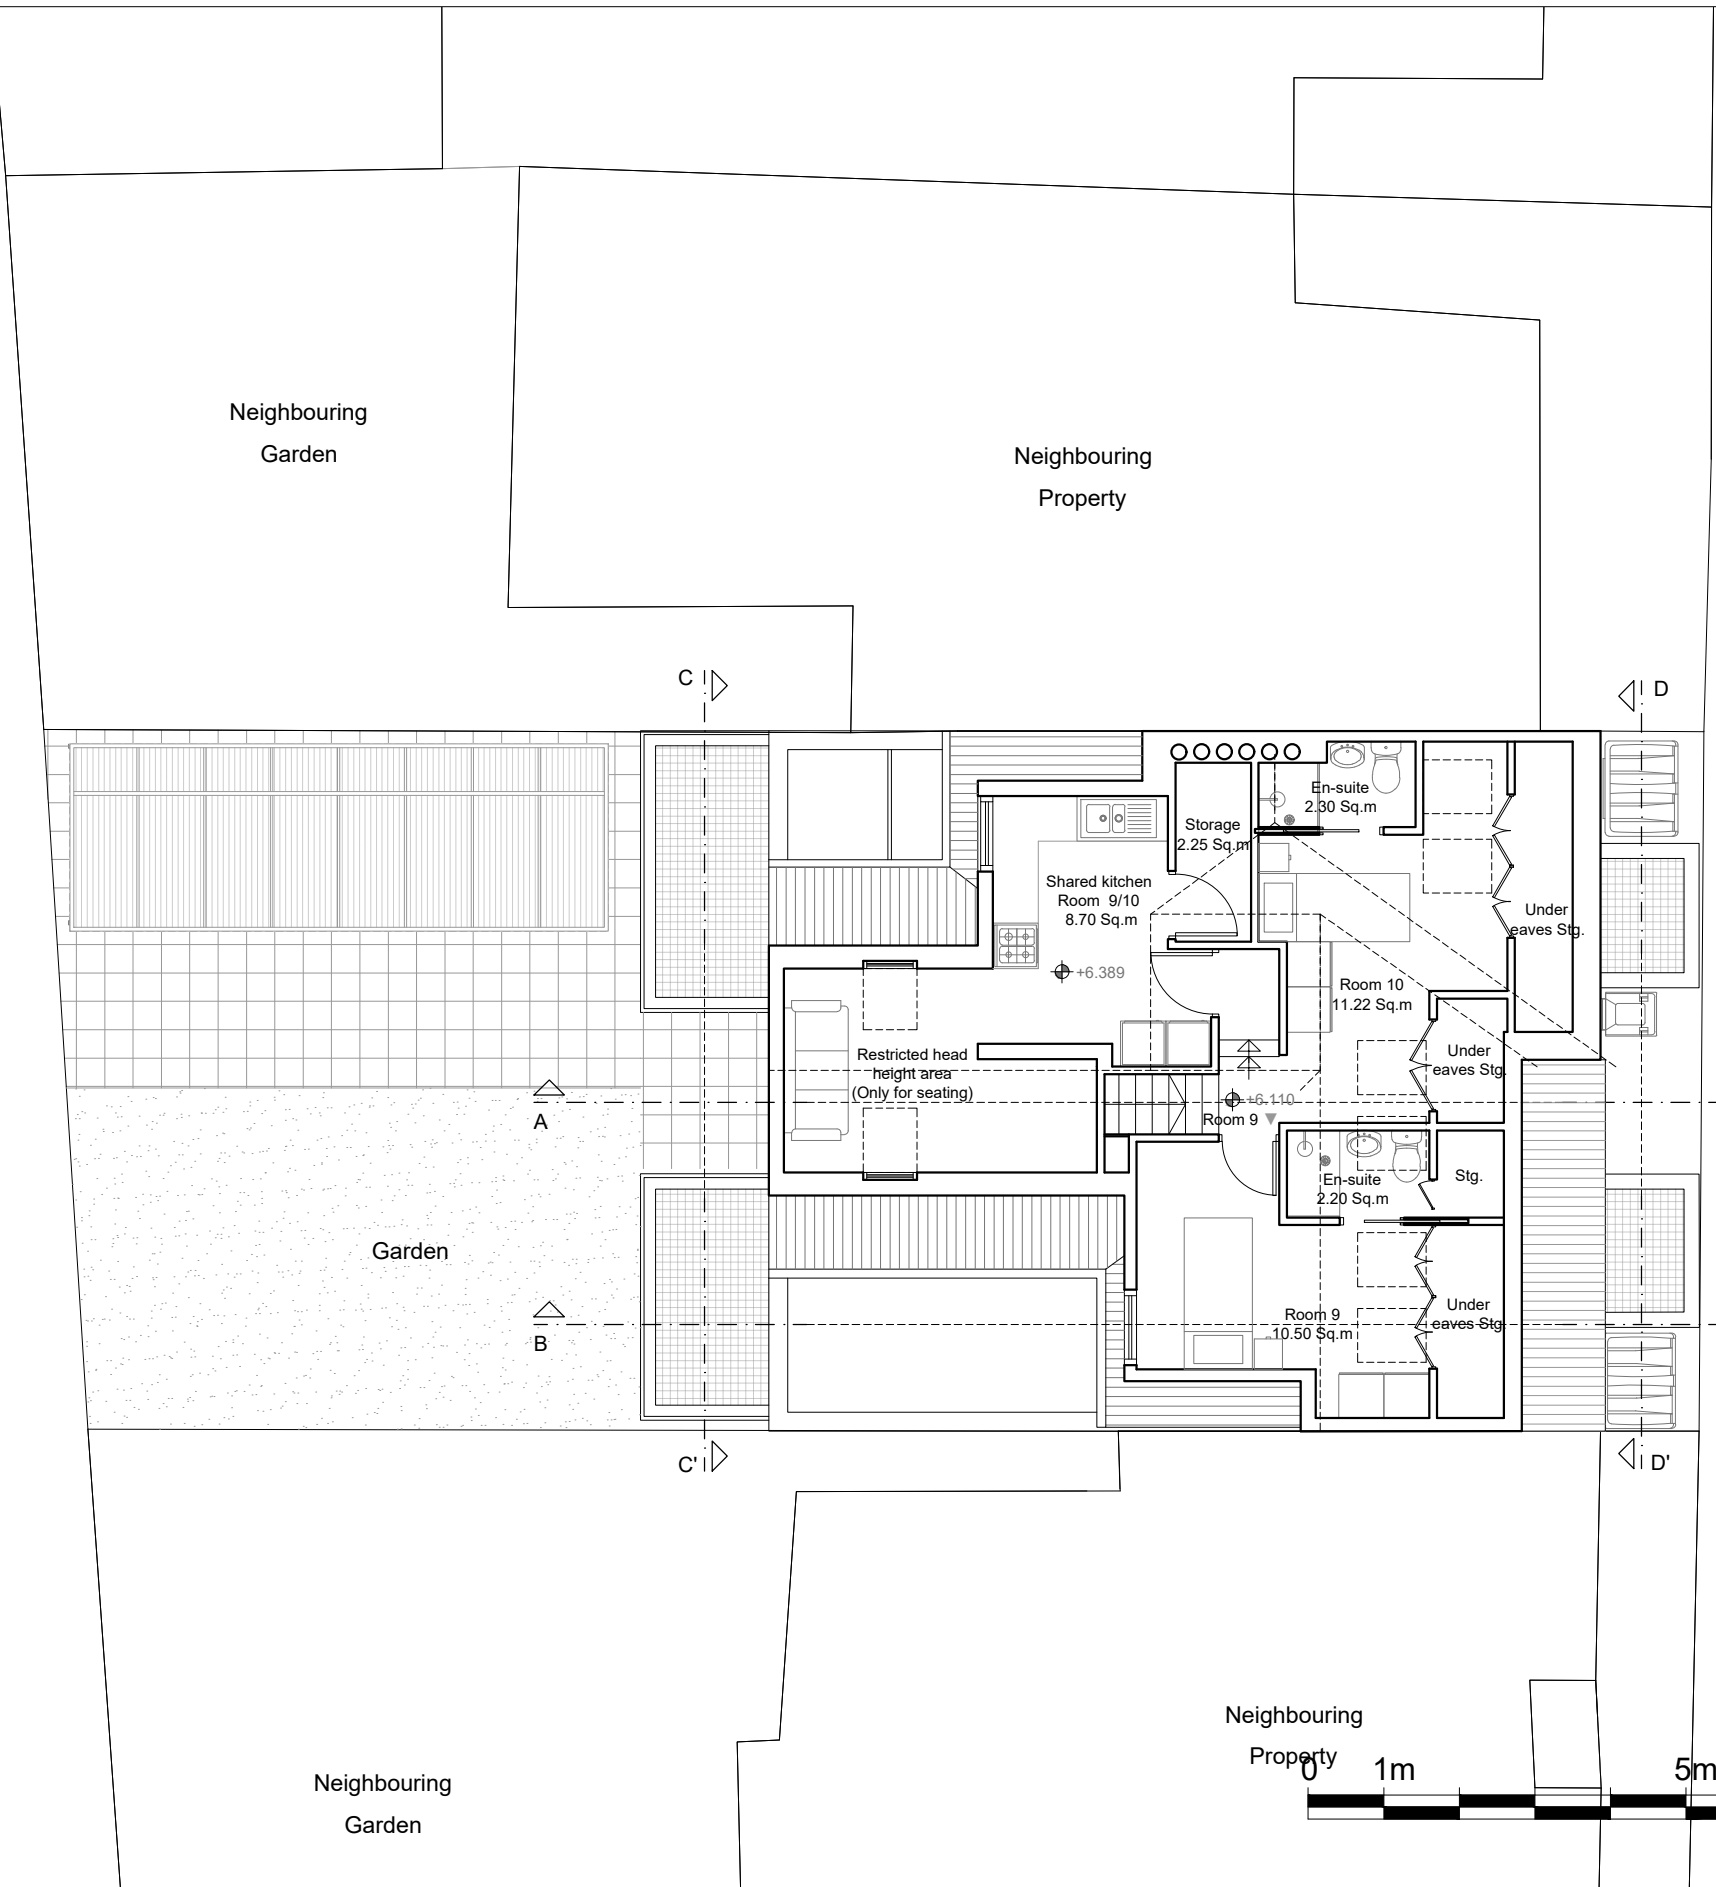 Neighbouring
Garden
Neighbouring
Property
C
D
En-suite
2.30 Sq.m
Storage
2.25 Sq.m
Shared kitchen
Room 9/10
8.70 Sq.m
Under
eaves Stg.
+6.389
Room 10
11.22 Sq.m
Restricted head
height area
(Only for seating)
Under
eaves Stg.
A
+6.110
Room 9
En-suite
2.20 Sq.m
Stg.
Garden
B
Room 9
10.50 Sq.m
Under
eaves Stg.
C'
D'
Neighbouring
Property
0 1m 5m
Neighbouring
Garden